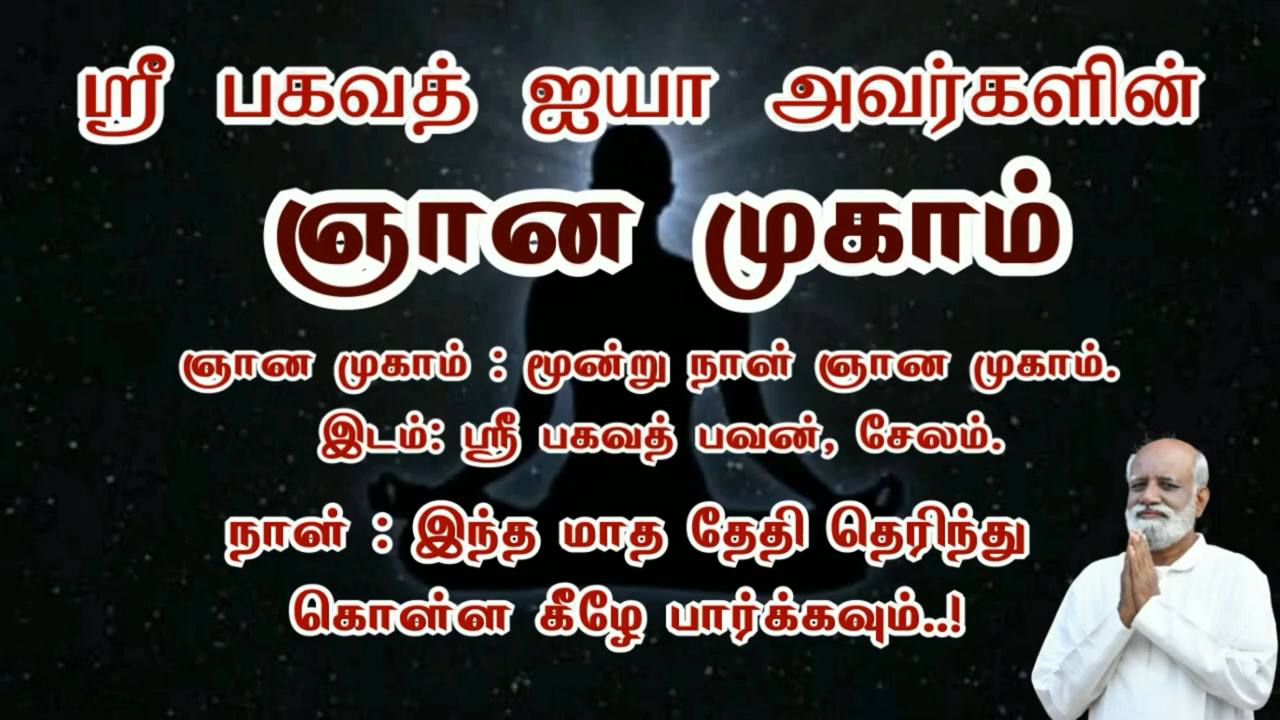 ஸ்ரீ பகவத் ஐயா அவர்களின்
ஞான முகாம்
ஞான முகாம் : மூன்று நாள் ஞான முகாம்.
இடம்: ஸ்ரீ பகவத் பவன், சேலம்.
நாள் : இந்த மாத தேதி தெரிந்து
கொள்ள கீழே பார்க்கவும்..!